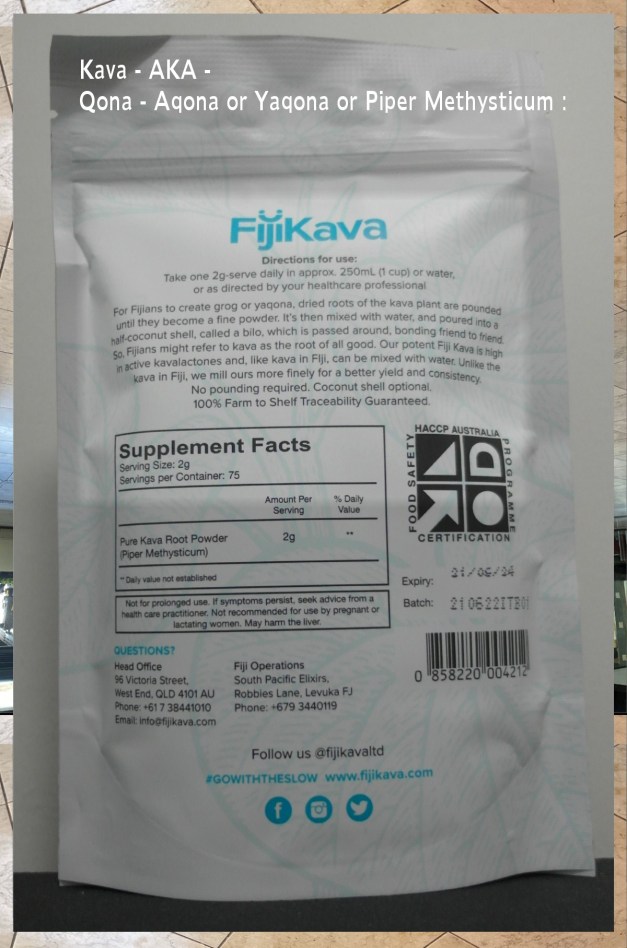 Kava - AKA -
Qona - Aqona or Yaqona or Piper Methysticum :
FijiKava
Directions for use:
Take one 2g-serve daily in approx. 250mL (1 cup) or water,
or as directed by your healthcare professional
For Fijians to create grog or yaqona, dried roots of the kava plant are pounded
until they become a fine powder. It's then mixed with water, and poured into a
half-coconut shell, called a bilo, which is passed around, bonding friend to friend.
So, Fijians might refer to kava as the root of all good. Our potent Fiji Kava is high
in active kavalactones and, like kava in Fiji, can be mixed with water. Unlike the
kava in Fiji, we mill ours more finely for a better yield and consistency.
No pounding required. Coconut shell optional.
100% Farm to Shelf Traceability Guaranteed.
Supplement Facts
Serving Size: 2g
Servings per Container: 75
Amount Per Serving
% Daily Value
Pure Kava Root Powder 2g **
(Piper Methysticum)
** Daily value not established
Not for prolonged use. If symptoms persist, seek advice from a
health care practitioner. Not recommended for use by pregnant or
lactating women. May harm the liver.
HACCP AUSTRALIA
FOOD SAFETY
PROGRAMME
CERTIFICATION
Expiry: 21/06/24
Batch: 210622ITB01
0 858220 004212
QUESTIONS?
Head Office
96 Victoria Street,
West End, QLD 4101 AU
Phone: +61 7 38441010
Email: info@fijikava.com
Fiji Operations
South Pacific Elixirs,
Robbies Lane, Levuka FJ
Phone: +679 3440119
Follow us @fijikavaltd
#GOWITHTHESLOW www.fijikava.com